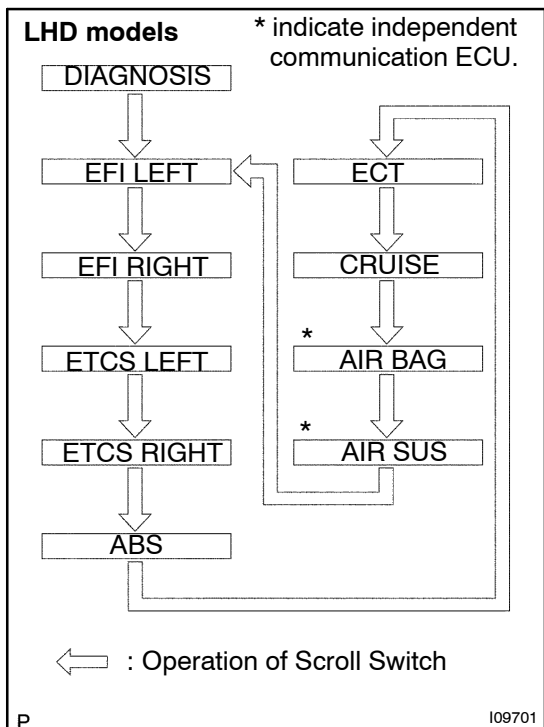 LHD models
* indicate independent
communication ECU.
DIAGNOSIS
EFI LEFT
EFI RIGHT
ETCS LEFT
ETCS RIGHT
ABS
ECT
CRUISE
*
AIR BAG
*
AIR SUS
: Operation of Scroll Switch
P
I09701